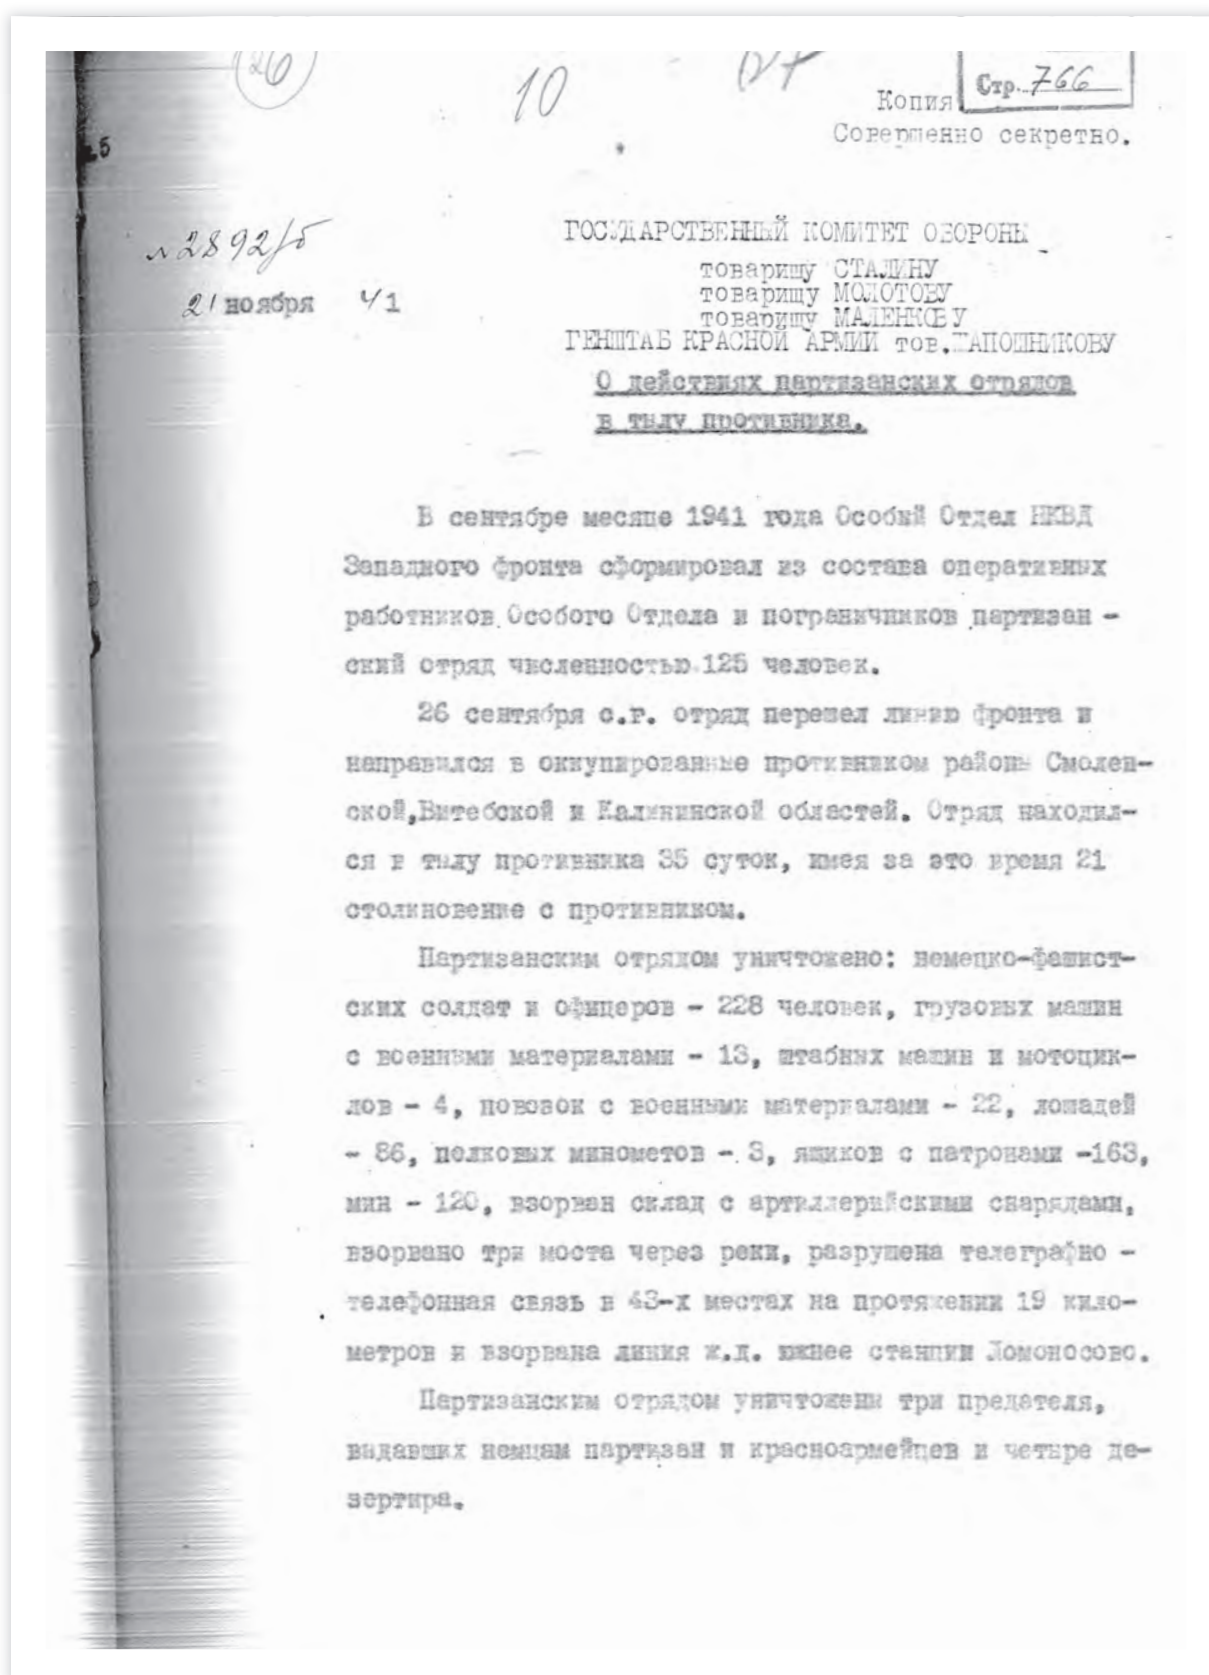 26
10
Стр. 766
Копия
Совершенно секретно.
№2892/б
21 ноября 41
ГОСУДАРСТВЕННЫЙ КОМИТЕТ ОБОРОНЫ
товарищу СТАЛИНУ
товарищу МОЛОТОВУ
товарищу МАЛЕНКОВУ
ГЕНШТАБ КРАСНОЙ АРМИИ тов.ШАПОШНИКОВУ
О действиях партизанских отрядов
в тылу противника.
В сентябре месяце 1941 года Особый Отдел НКВД
Западного фронта сформировал из состава оперативных
работников Особого Отдела и пограничников партизан -
ский отряд численностью 125 человек.
26 сентября с.г. отряд перешел линию фронта и
направился в оккупированные противником районы Смолен-
ской,Витебской и Калининской областей. Отряд находил-
ся в тылу противника 35 суток, имея за это время 21
столкновение с противником.
Партизанским отрядом уничтожено: немецко-фашист-
ских солдат и офицеров - 228 человек, грузовых машин
с военными материалами - 13, штабных машин и мотоцик-
лов - 4, повозок с военными материалами - 22, лошадей
- 86, полковых минометов - 3, ящиков с патронами -163,
мин - 120, взорван склад с артиллерийскими снарядами,
взорвано три моста через реки, разрушена телеграфно -
телефонная связь в 43-х местах на протяжении 19 кило-
метров и взорвана линия ж.д. южнее станции Ломоносово.
Партизанским отрядом уничтожены три предателя,
выдавших немцам партизан и красноармейцев и четыре де-
зертира.